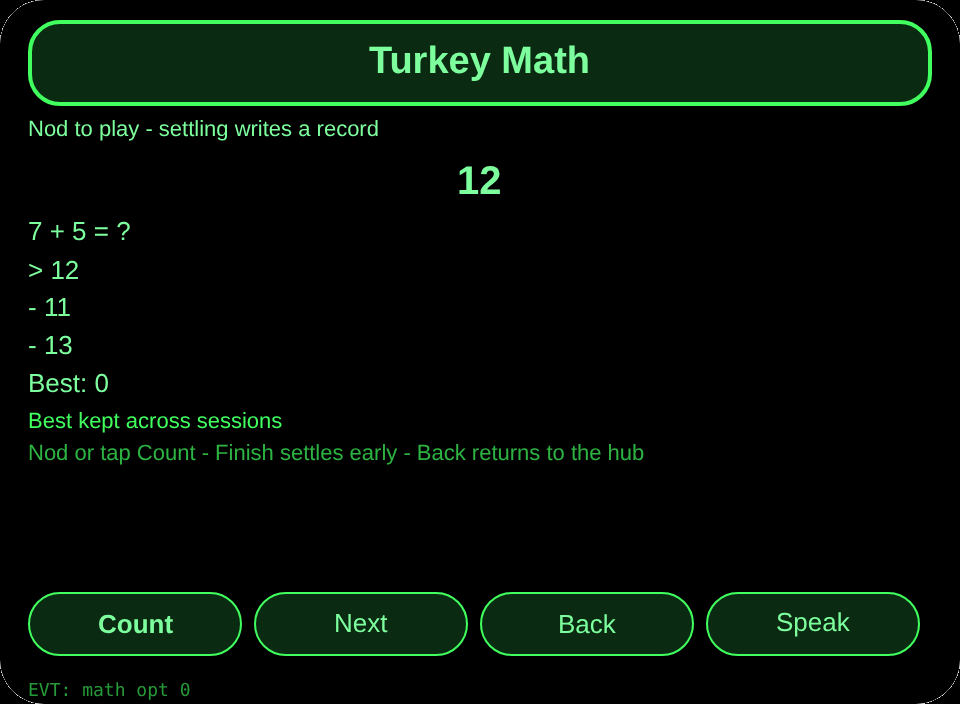 Turkey Math
Nod to play - settling writes a record
12
7 + 5 = ?
> 12
- 11
- 13
Best: 0
Best kept across sessions
Nod or tap Count - Finish settles early - Back returns to the hub
Count Next Back Speak
EVT: math opt 0